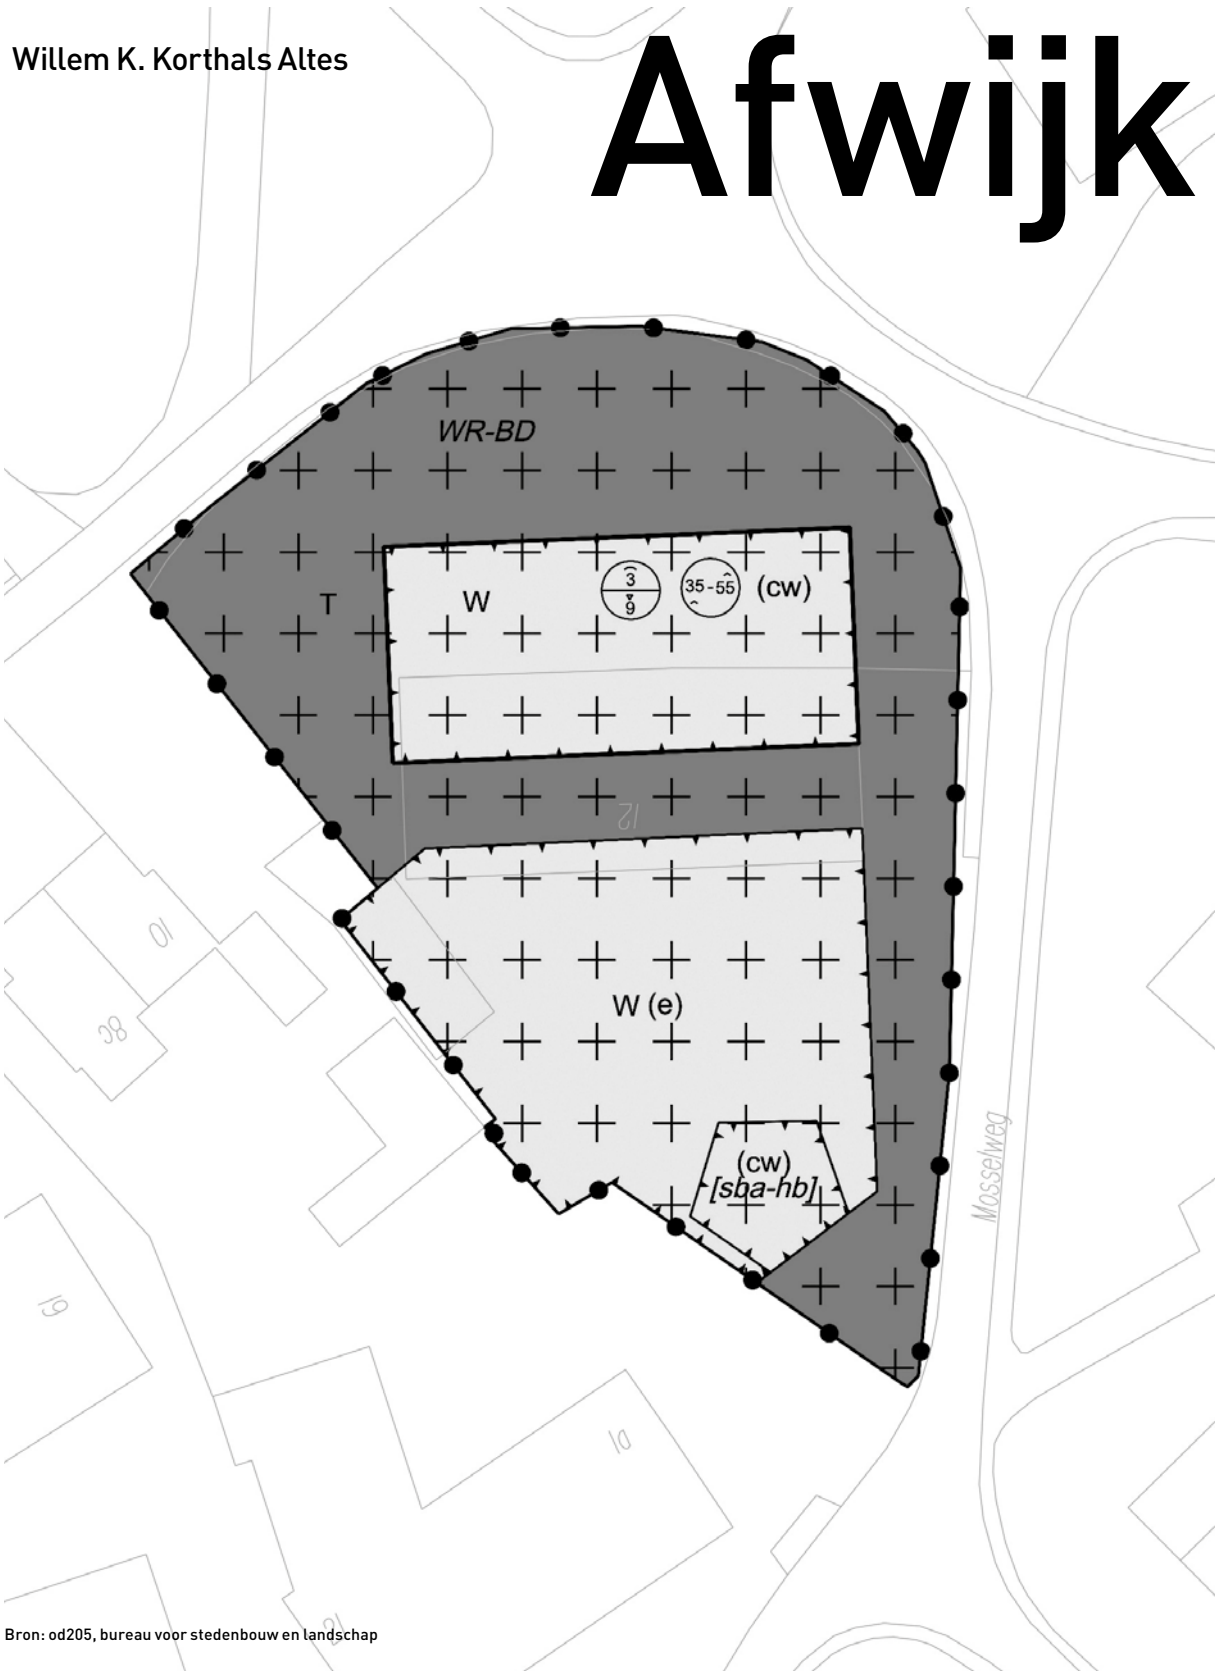 Willem K. Korthals Altes
Afwijk
WR-BD
T
W
3
9
35-55
(cw)
12
10
8c
W (e)
(cw)
[sba-hb]
Mosselweg
19
1a
Bron: od205, bureau voor stedenbouw en landschap